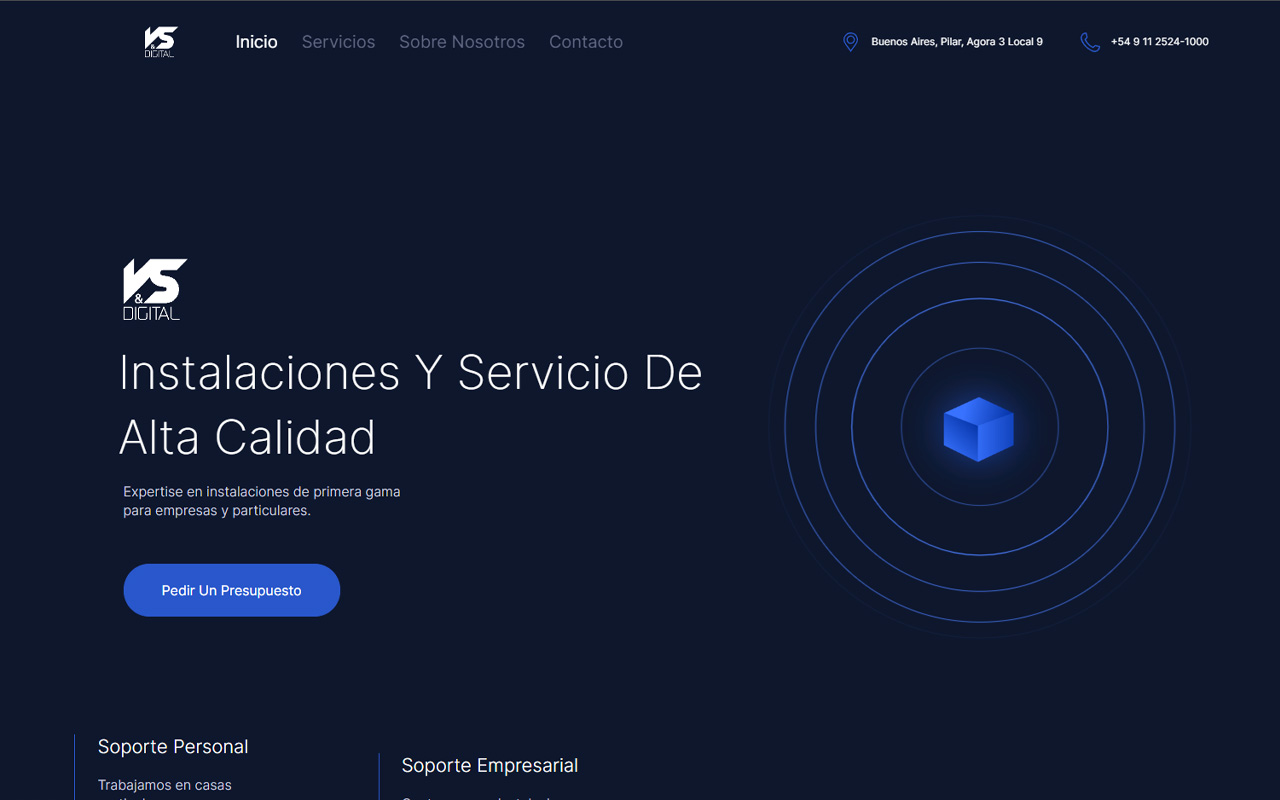 VS
&
DIGITAL
Inicio
Servicios
Sobre Nosotros
Contacto
Buenos Aires, Pilar, Agora 3 Local 9
+54 9 11 2524-1000
VS
&
DIGITAL
Instalaciones Y Servicio De
Alta Calidad
Expertise en instalaciones de primera gama
para empresas y particulares.
Pedir Un Presupuesto
Soporte Personal
Trabajamos en casas
Soporte Empresarial